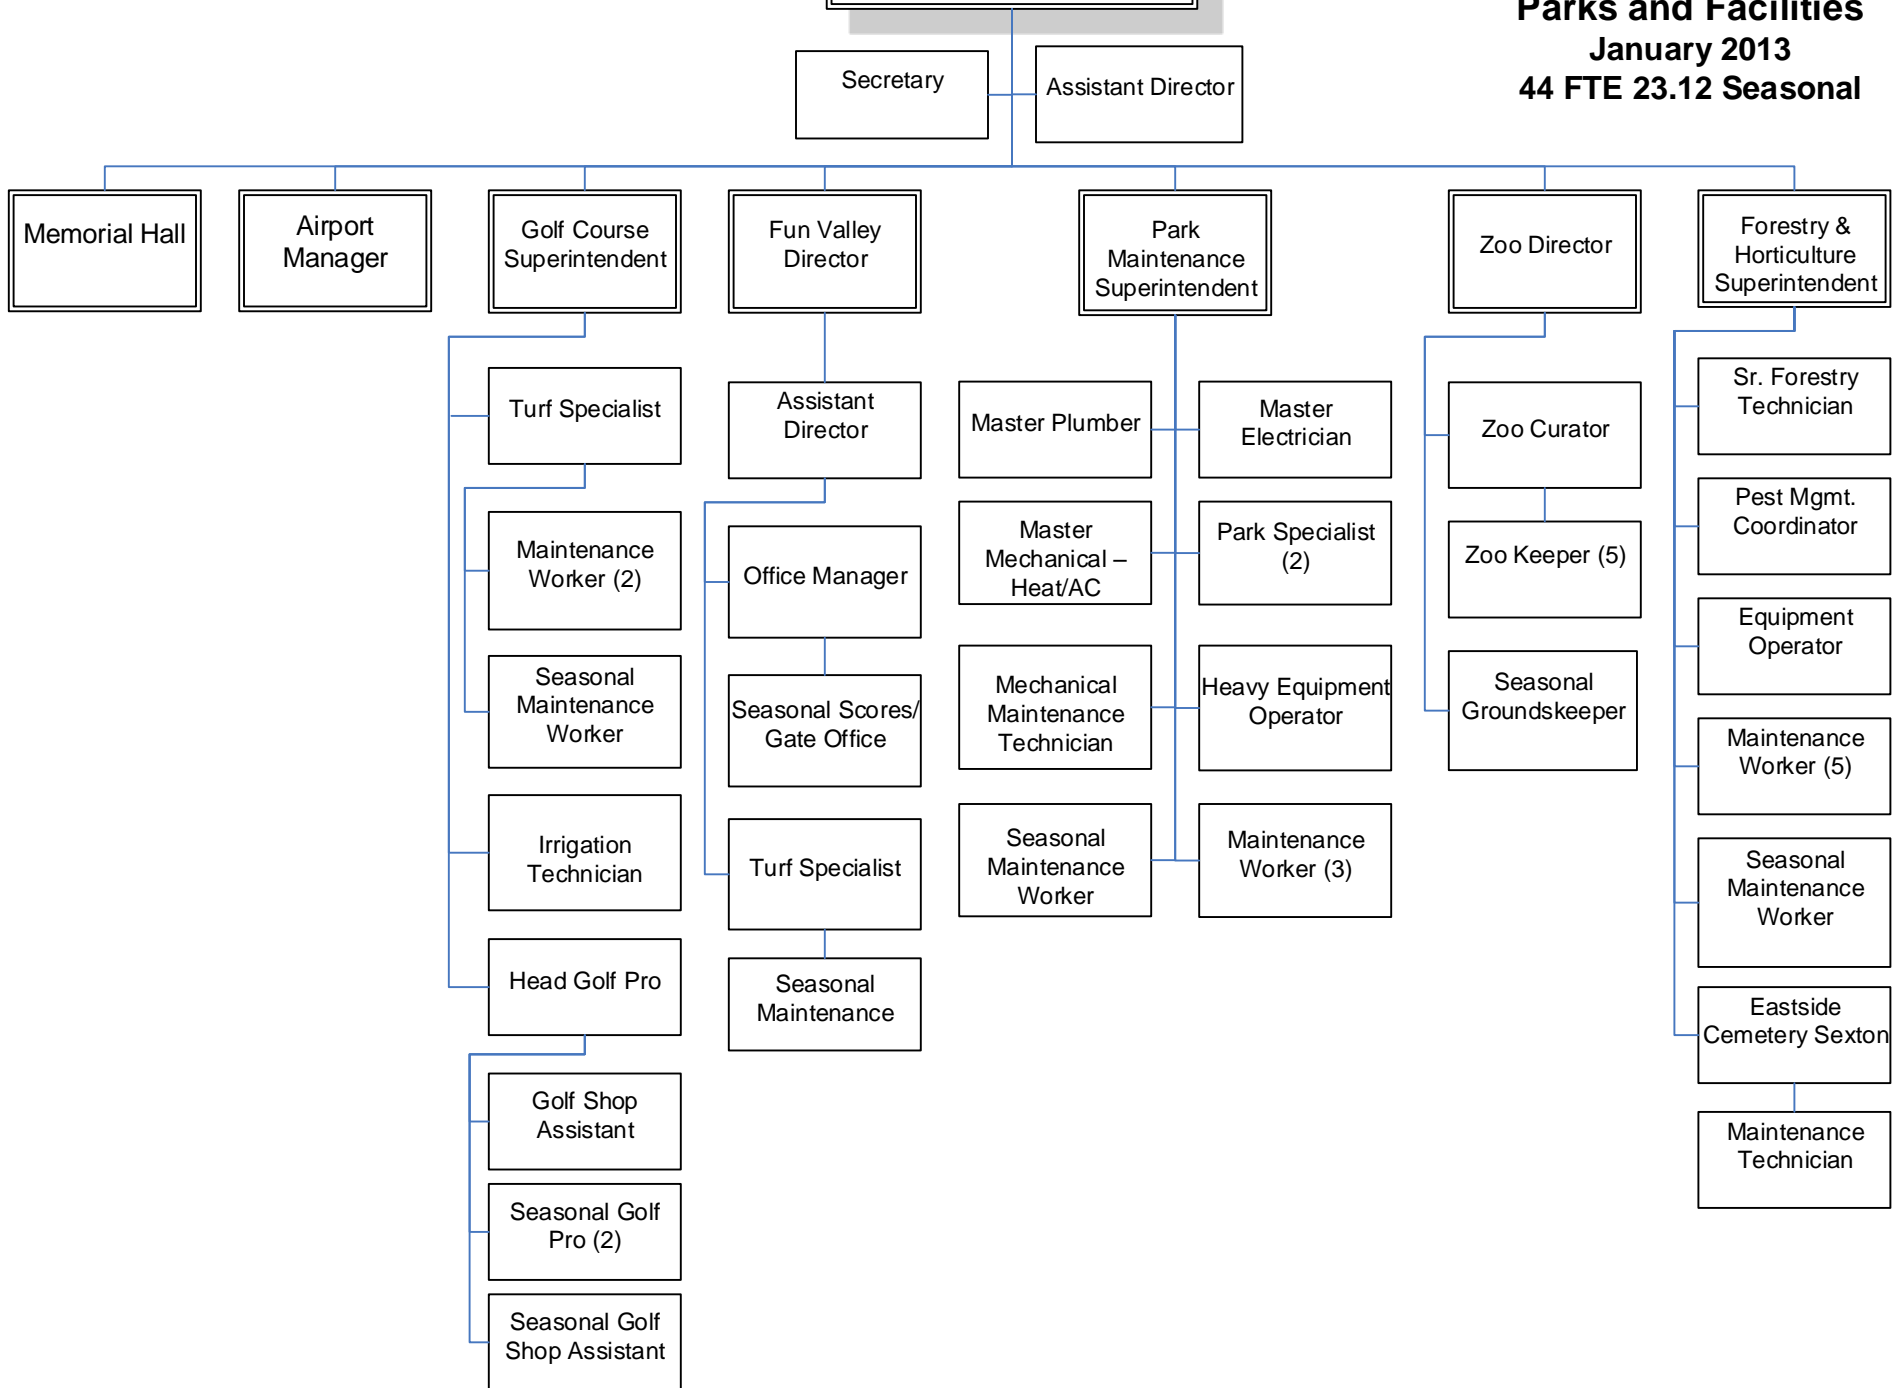 Parks and Facilities
January 2013
44 FTE 23.12 Seasonal
Secretary
Assistant Director
Memorial Hall
Airport
Manager
Golf Course
Superintendent
Fun Valley
Director
Park
Maintenance
Superintendent
Zoo Director
Forestry &
Horticulture
Superintendent
Turf Specialist
Maintenance
Worker (2)
Seasonal
Maintenance
Worker
Irrigation
Technician
Head Golf Pro
Golf Shop
Assistant
Seasonal Golf
Pro (2)
Seasonal Golf
Shop Assistant
Assistant
Director
Office Manager
Seasonal Scores/
Gate Office
Turf Specialist
Seasonal
Maintenance
Master Plumber
Master
Electrician
Master
Mechanical –
Heat/AC
Park Specialist
(2)
Mechanical
Maintenance
Technician
Heavy Equipment
Operator
Seasonal
Maintenance
Worker
Maintenance
Worker (3)
Zoo Curator
Zoo Keeper (5)
Seasonal
Groundskeeper
Sr. Forestry
Technician
Pest Mgmt.
Coordinator
Equipment
Operator
Maintenance
Worker (5)
Seasonal
Maintenance
Worker
Eastside
Cemetery Sexton
Maintenance
Technician